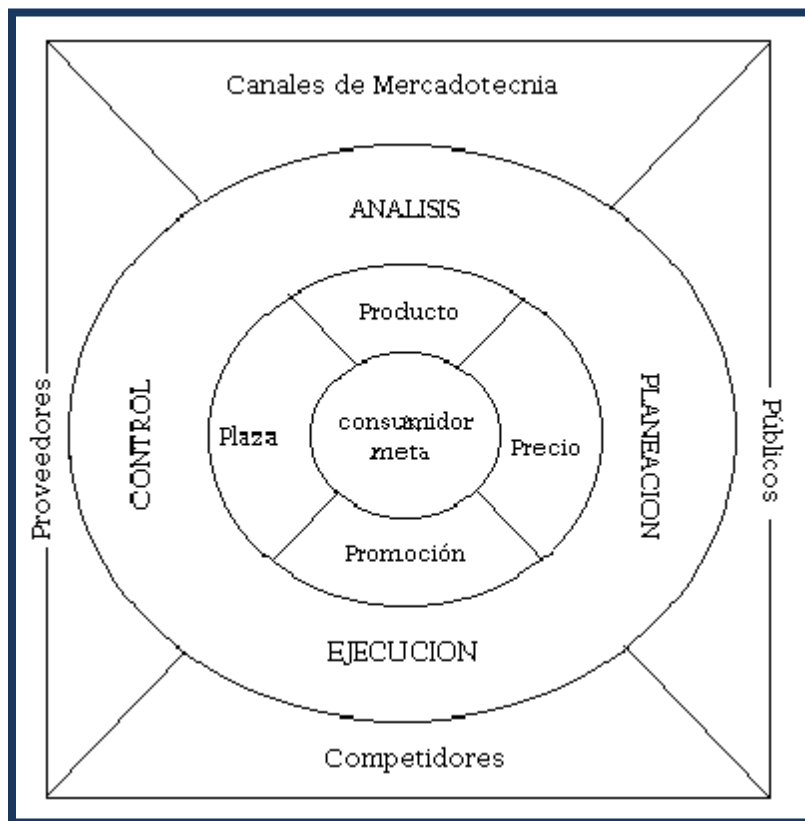 Canales de Mercadotecnia
ANALISIS
Producto
Proveedores
CONTROL
Plaza
consumidor
meta
Precio
PLANEACION
Públicos
Promoción
EJECUCION
Competidores